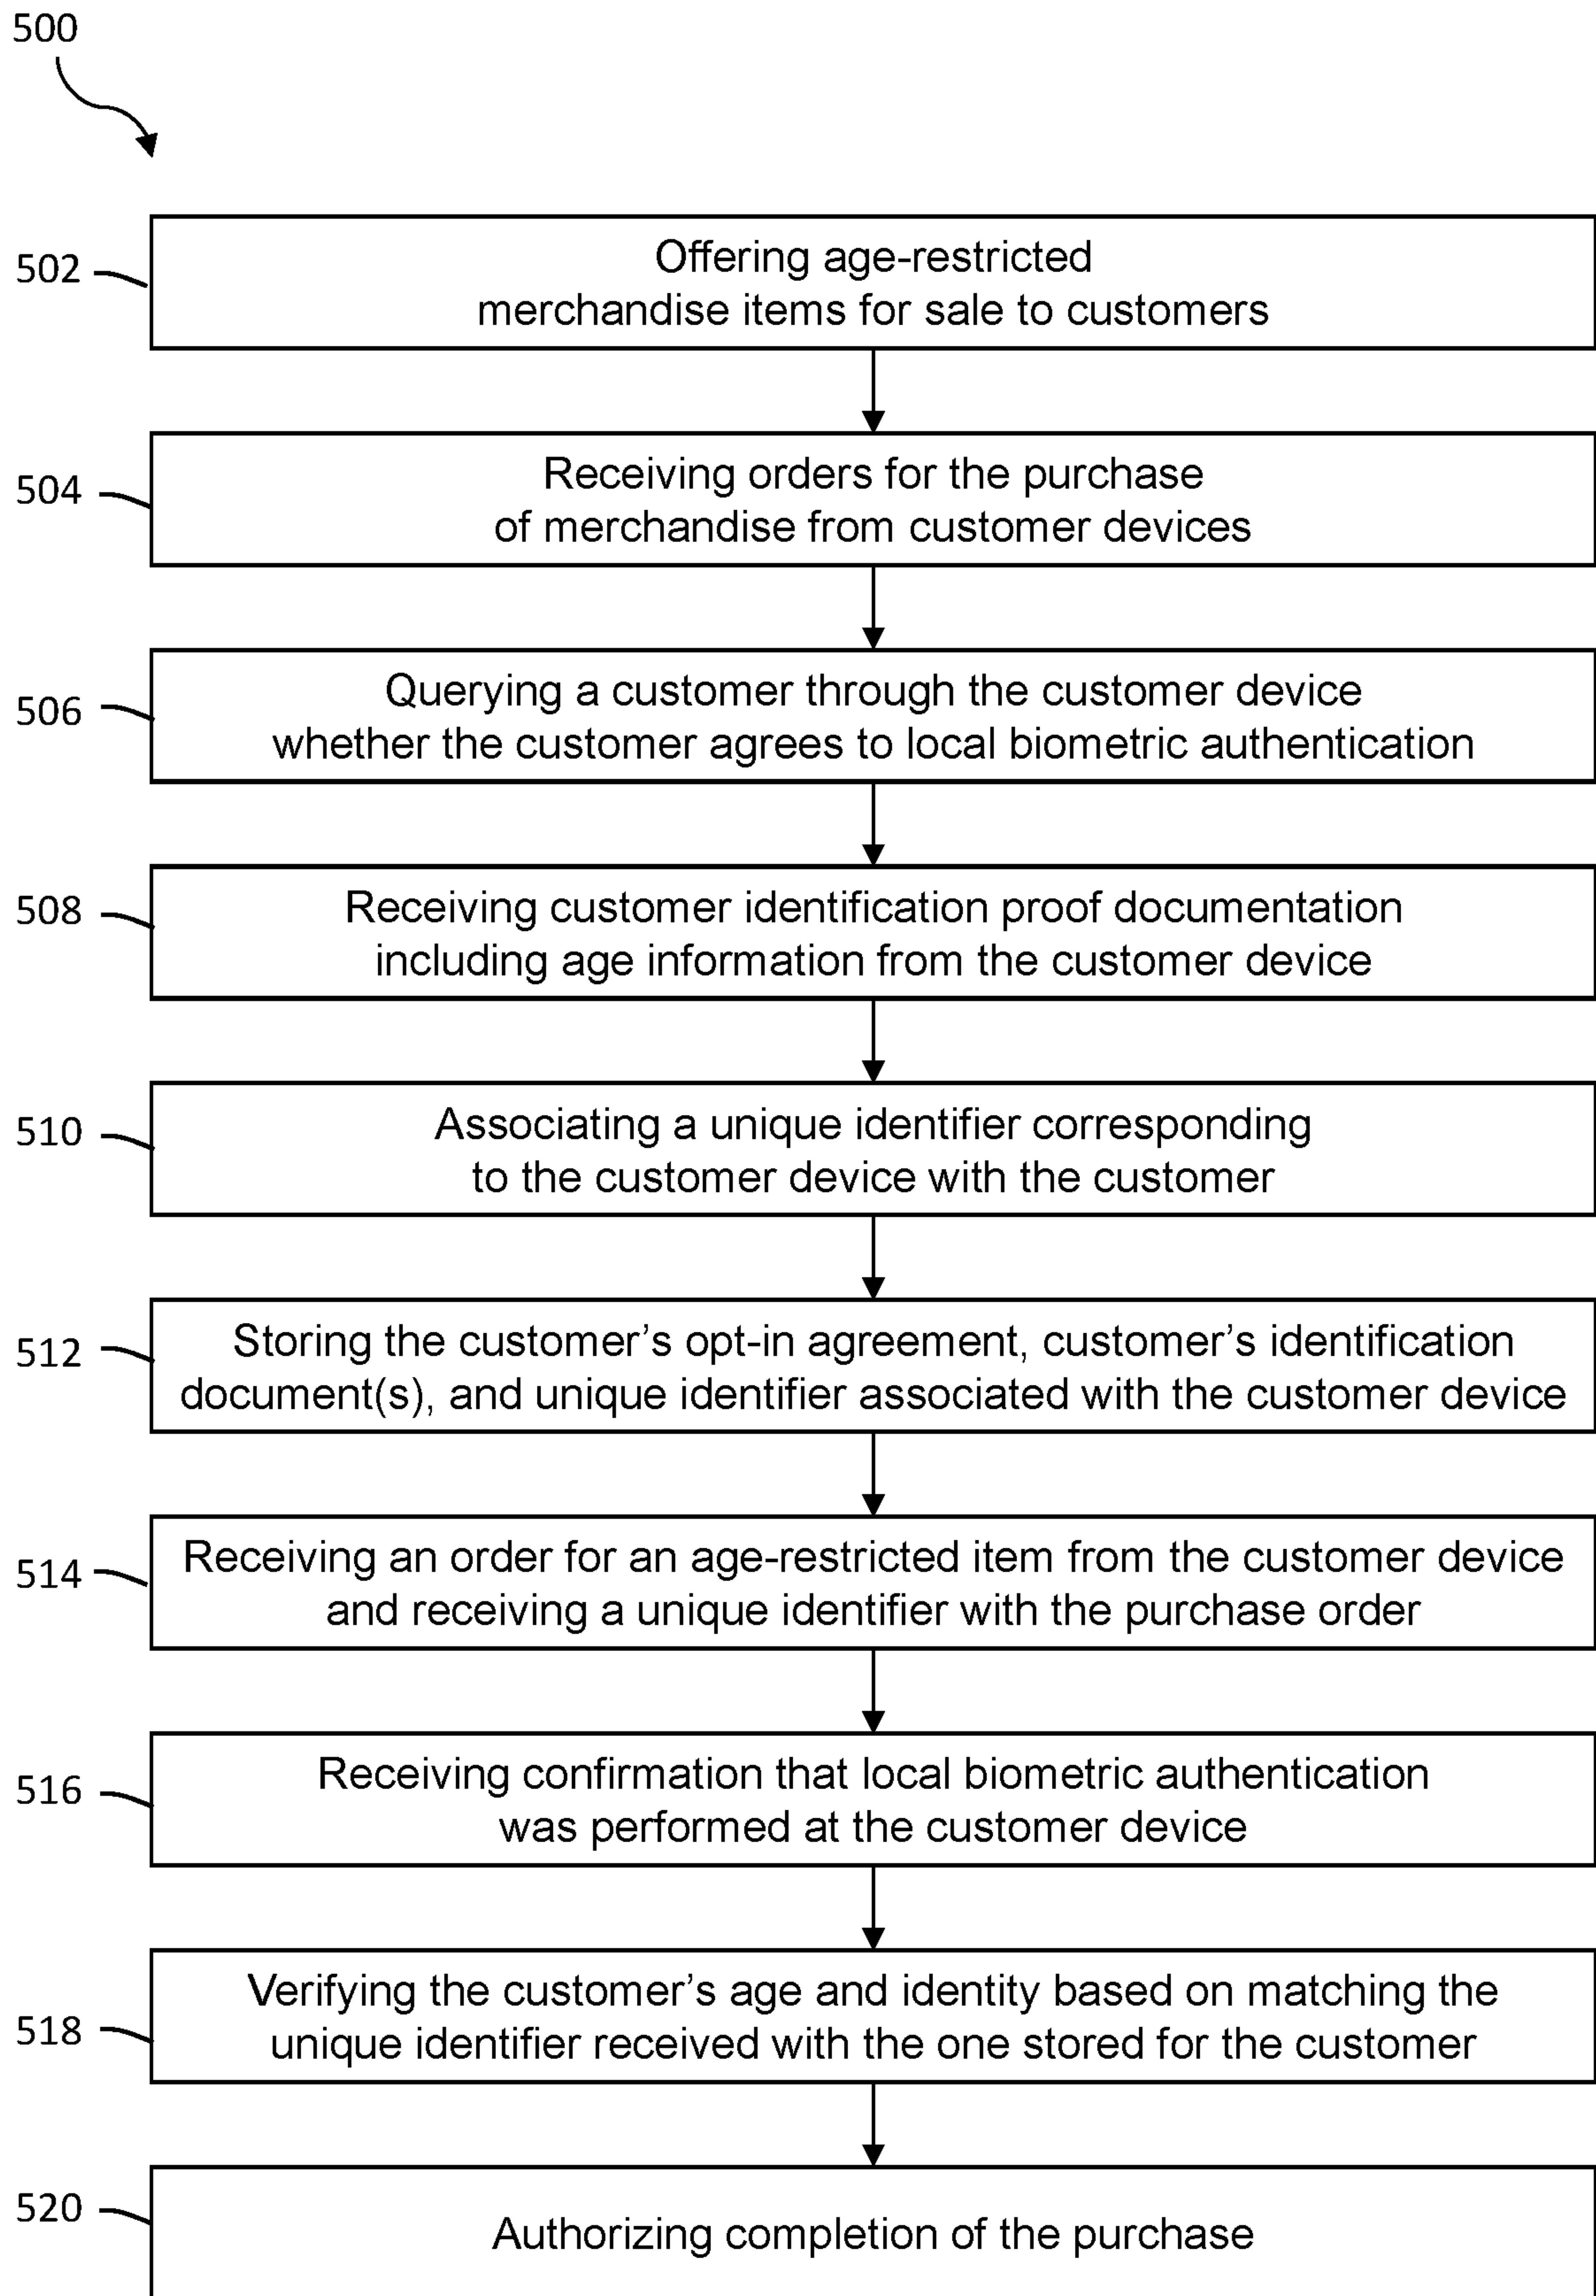 500
502
Offering age-restricted
merchandise items for sale to customers
504
Receiving orders for the purchase
of merchandise from customer devices
506
Querying a customer through the customer device
whether the customer agrees to local biometric authentication
508
Receiving customer identification proof documentation
including age information from the customer device
510
Associating a unique identifier corresponding
to the customer device with the customer
512
Storing the customer’s opt-in agreement, customer’s identification
document(s), and unique identifier associated with the customer device
514
Receiving an order for an age-restricted item from the customer device
and receiving a unique identifier with the purchase order
516
Receiving confirmation that local biometric authentication
was performed at the customer device
518
Verifying the customer’s age and identity based on matching the
unique identifier received with the one stored for the customer
520
Authorizing completion of the purchase